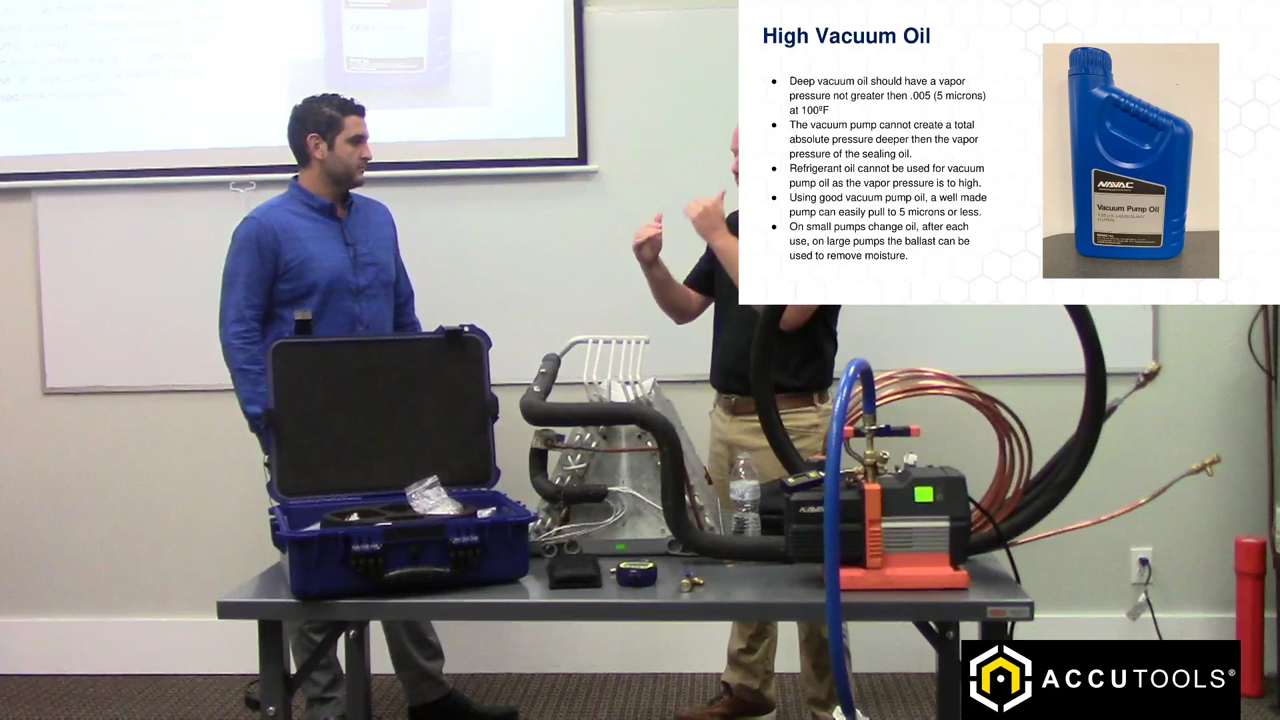 High Vacuum Oil
● Deep vacuum oil should have a vapor
pressure not greater then .005 (5 microns)
at 100ºF
● The vacuum pump cannot create a total
absolute pressure deeper then the vapor
pressure of the sealing oil.
● Refrigerant oil cannot be used for vacuum
pump oil as the vapor pressure is to high.
● Using good vacuum pump oil, a well made
pump can easily pull to 5 microns or less.
● On small pumps change oil, after each
use, on large pumps the ballast can be
used to remove moisture.
NAVAC
Vacuum Pump Oil
NAVAC
ACCUTOOLS®